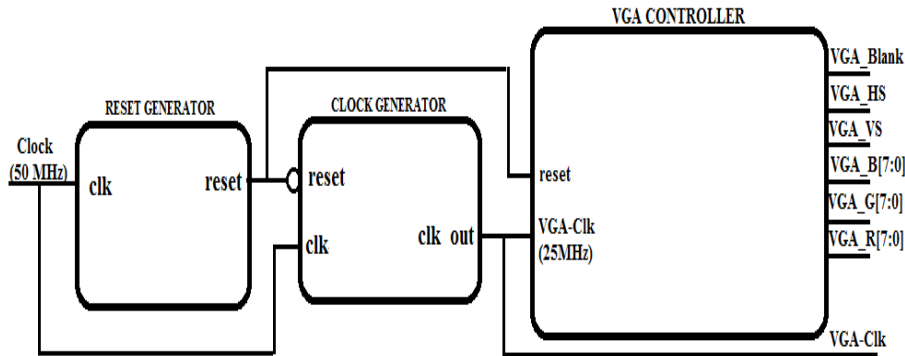 VGA CONTROLLER
RESET GENERATOR
CLOCK GENERATOR
Clock
(50 MHz)
clk
reset
reset
clk
clk out
reset
VGA-Clk
(25MHz)
VGA_Blank
VGA_HS
VGA_VS
VGA_B[7:0]
VGA_G[7:0]
VGA_R[7:0]
VGA-Clk